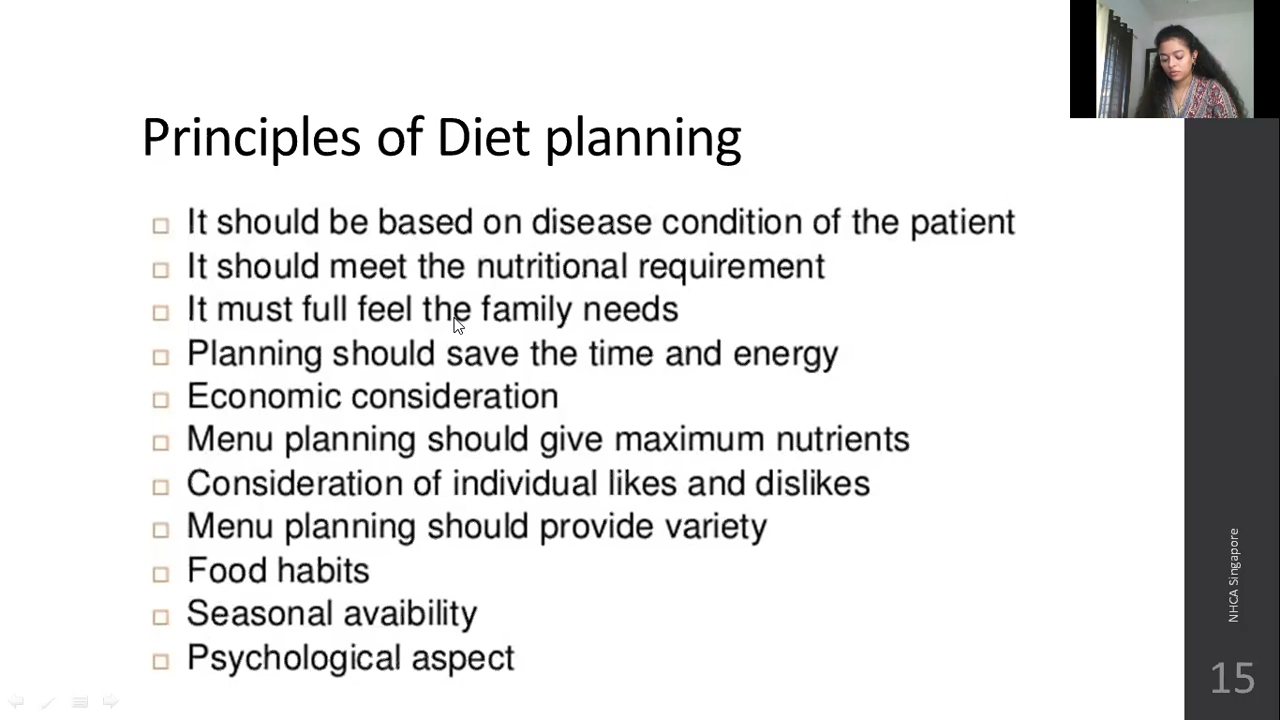 Principles of Diet planning
It should be based on disease condition of the patient
It should meet the nutritional requirement
It must full feel the family needs
Planning should save the time and energy
Economic consideration
Menu planning should give maximum nutrients
Consideration of individual likes and dislikes
Menu planning should provide variety
Food habits
Seasonal avaibility
Psychological aspect
NHCA Singapore
15